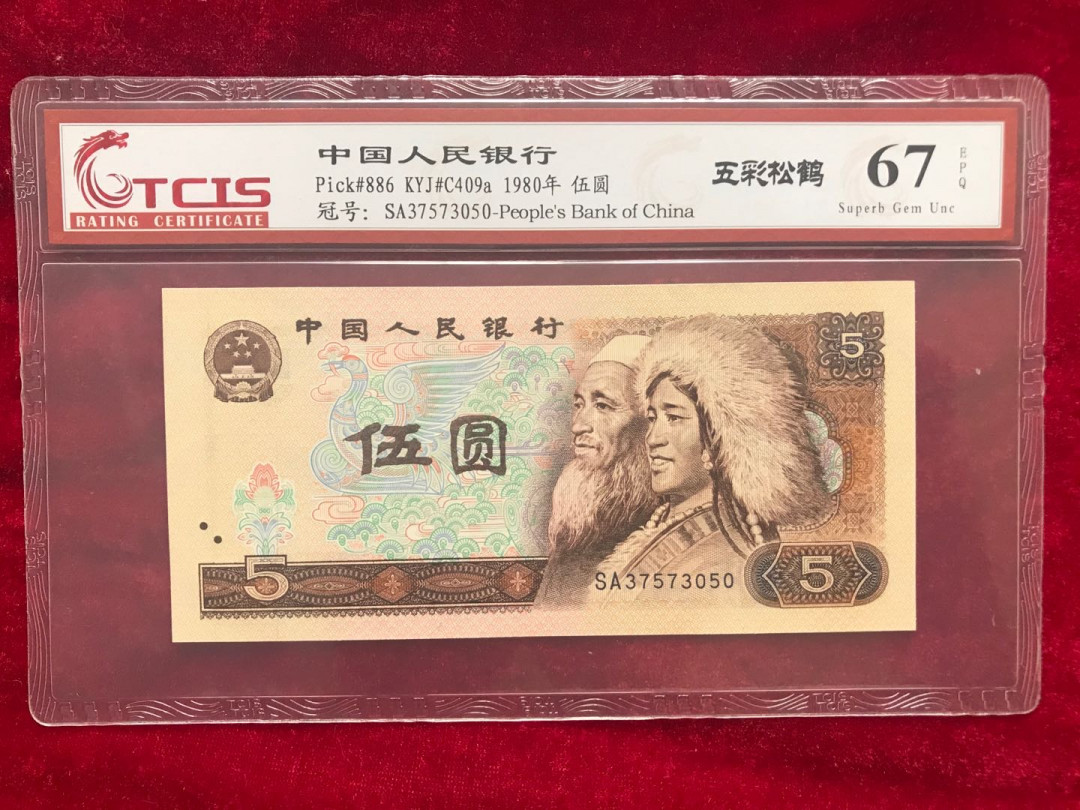 TCIS
RATING CERTIFICATE
中国人民银行
Pick#886 KYJ#C409a 1980年 伍圆
冠号: SA37573050-People's Bank of China
五彩松鹤
67
EPQ
Superb Gem Unc
中国人民银行
5
伍圆
5
SA37573050
5